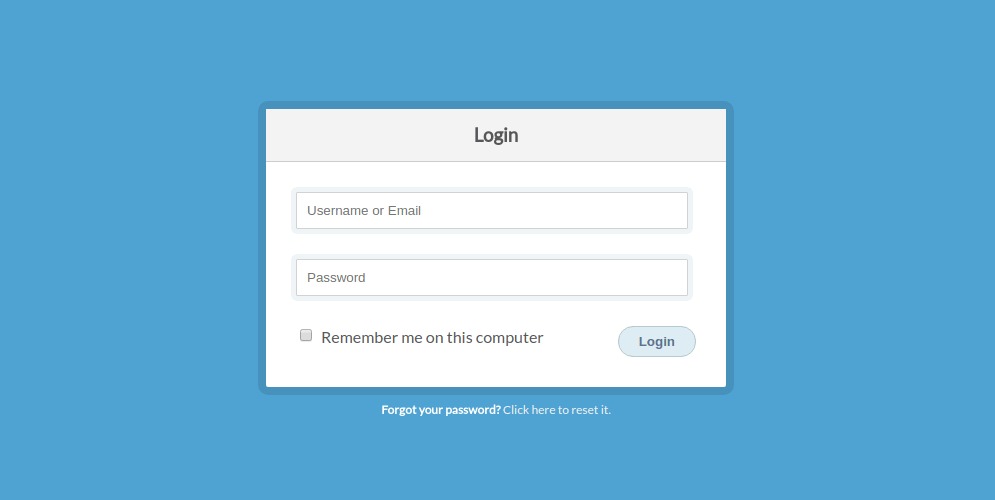 Login
Username or Email
Password
Remember me on this computer
Login
Forgot your password? Click here to reset it.